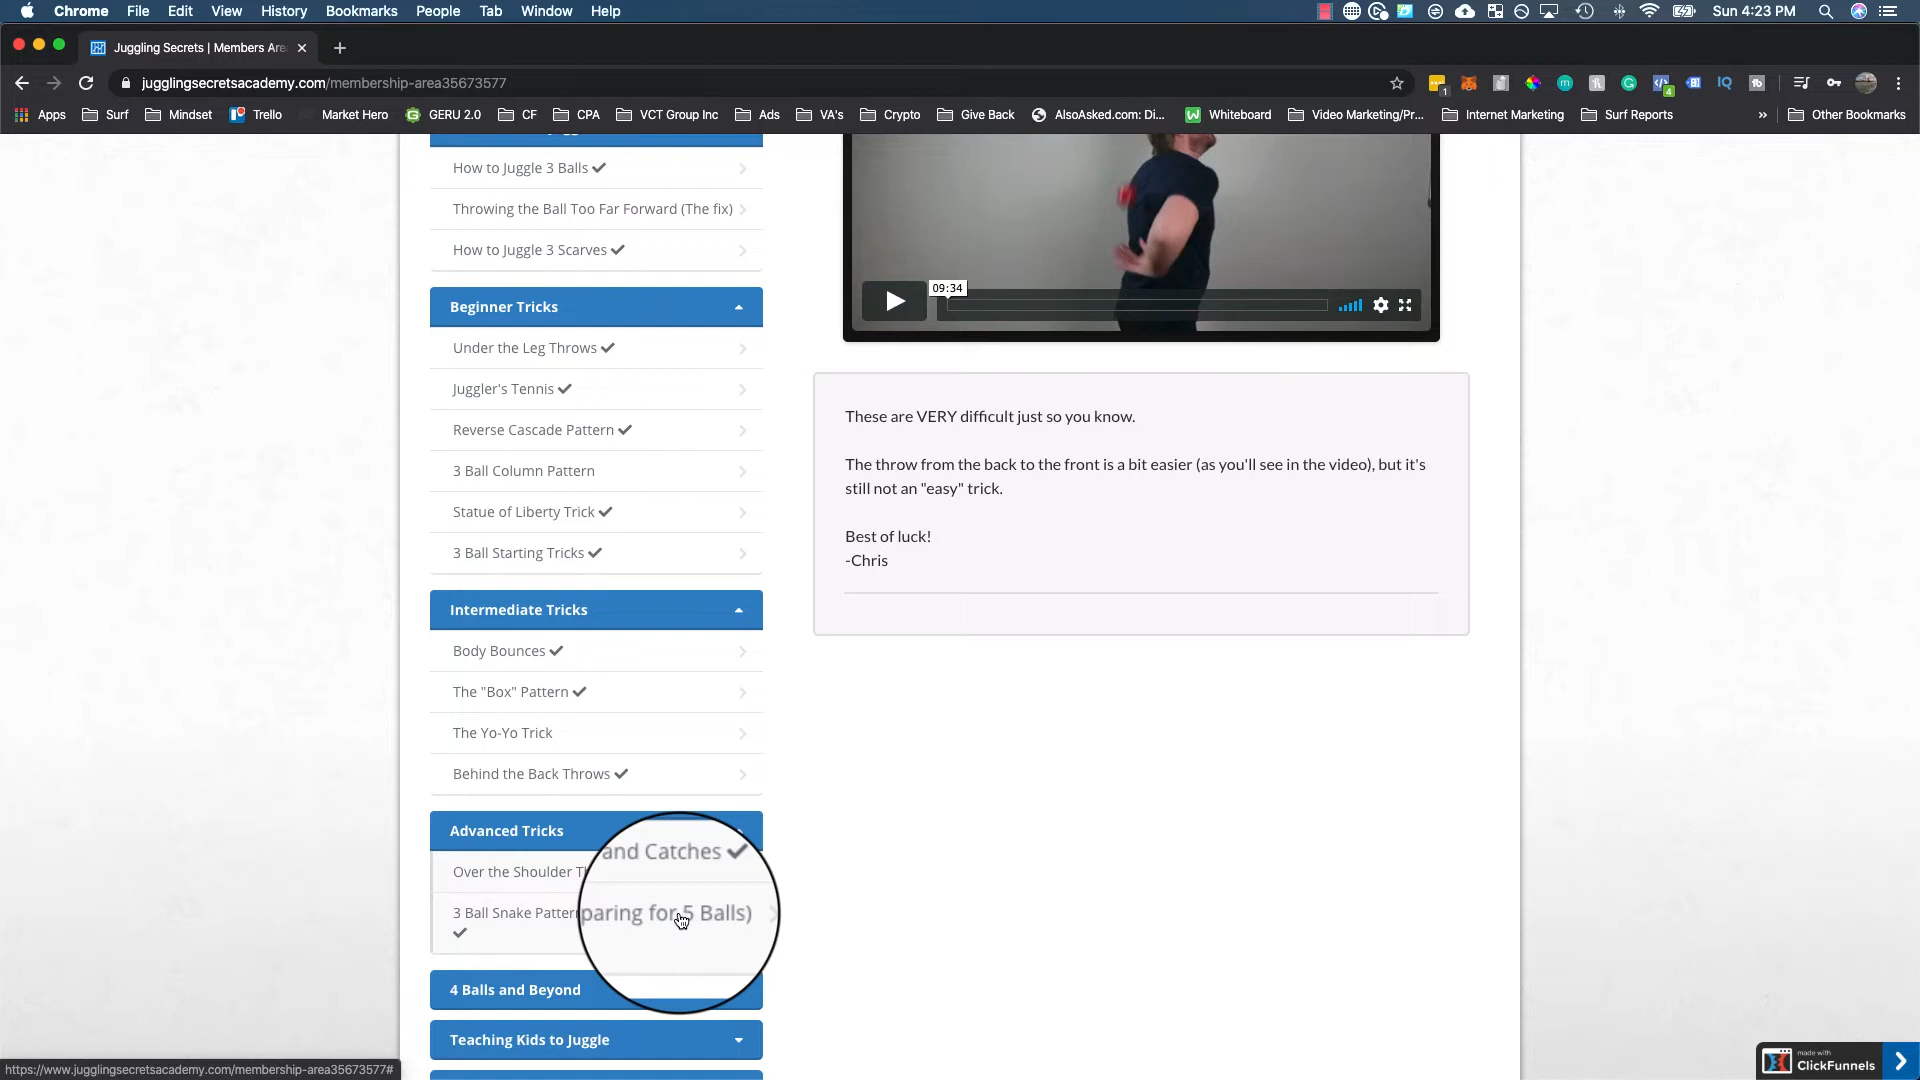 Chrome File Edit View History Bookmarks People Tab Window Help Sun 4:23 PM
Juggling Secrets | Members Are
jugglingsecretsacademy.com/membership-area35673577
Apps Surf Mindset Trello Market Hero GERU 2.0 CF CPA VCT Group Inc Ads VA's Crypto Give Back AlsoAsked.com: Di... Whiteboard Video Marketing/Pr... Internet Marketing Surf Reports » Other Bookmarks
How to Juggle 3 Balls ✔
Throwing the Ball Too Far Forward (The fix)
How to Juggle 3 Scarves ✔
Beginner Tricks
Under the Leg Throws ✔
Juggler's Tennis ✔
Reverse Cascade Pattern ✔
3 Ball Column Pattern
Statue of Liberty Trick ✔
3 Ball Starting Tricks ✔
Intermediate Tricks
Body Bounces ✔
The "Box" Pattern ✔
The Yo-Yo Trick
Behind the Back Throws ✔
Advanced Tricks
and Catches ✔
Over the Shoulder
3 Ball Snake Patter
paring for 5 Balls)
4 Balls and Beyond
Teaching Kids to Juggle
09:34
These are VERY difficult just so you know.
The throw from the back to the front is a bit easier (as you'll see in the video), but it's
still not an "easy" trick.
Best of luck!
-Chris
https://www.jugglingsecretsacademy.com/membership-area35673577#
made with
ClickFunnels